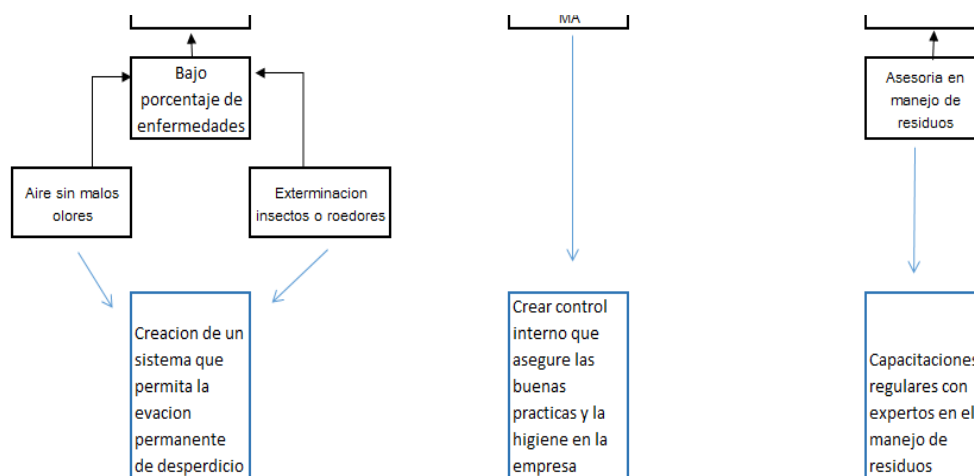 MA
Bajo
porcentaje de
enfermedades
Asesoria en
manejo de
residuos
Aire sin malos
olores
Exterminacion
insectos o roedores
Creacion de un
sistema que
permita la
evacion
permanente
de desperdicio
Crear control
interno que
asegure las
buenas
practicas y la
higiene en la
empresa
Capacitaciones
regulares con
expertos en el
manejo de
residuos